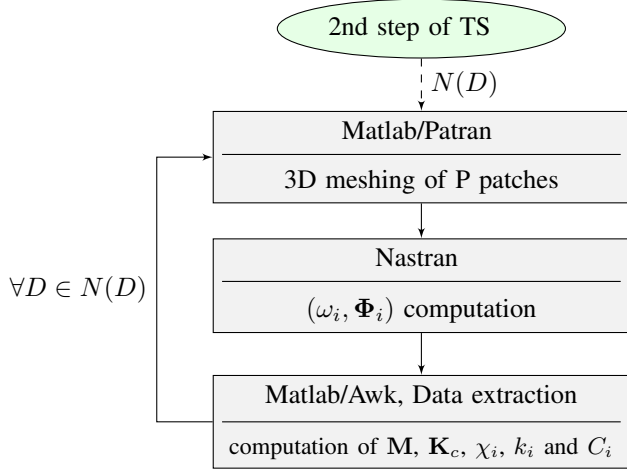 2nd step of TS
N(D)
Matlab/Patran
3D meshing of P patches
Nastran
∀D ∈ N(D)
(ωᵢ, Φᵢ) computation
Matlab/Awk, Data extraction
computation of M, K_c, χᵢ, kᵢ and Cᵢ